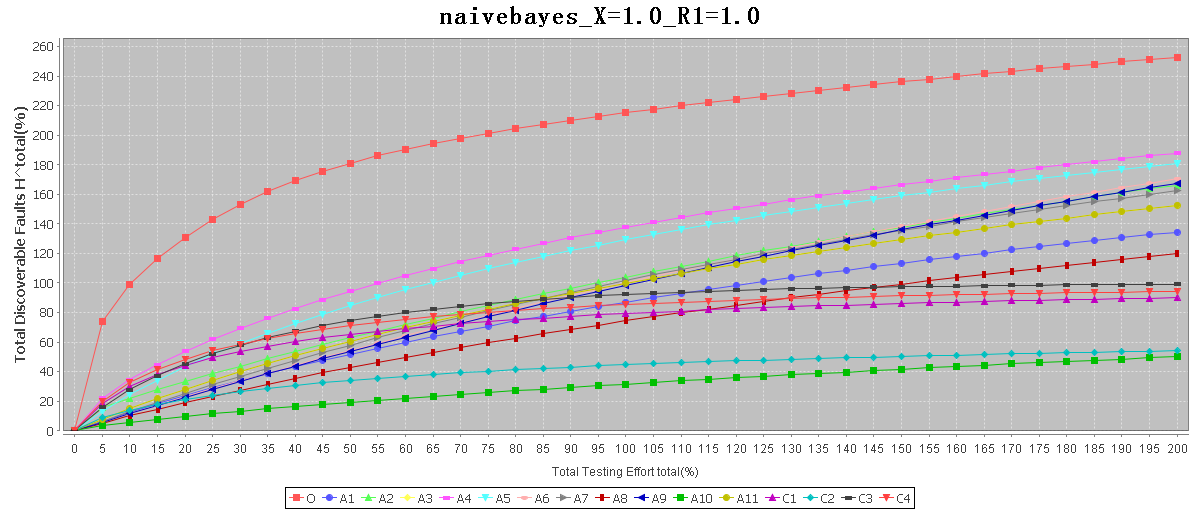 naivebayes_X=1.0_R1=1.0
Total Discoverable Faults H^total(%)
260
240
220
200
180
160
140
120
100
80
60
40
20
0
0 5 10 15 20 25 30 35 40 45 50 55 60 65 70 75 80 85 90 95 100 105 110 115 120 125 130 135 140 145 150 155 160 165 170 175 180 185 190 195 200
Total Testing Effort total(%)
O A1 A2 A3 A4 A5 A6 A7 A8 A9 A10 A11 C1 C2 C3 C4